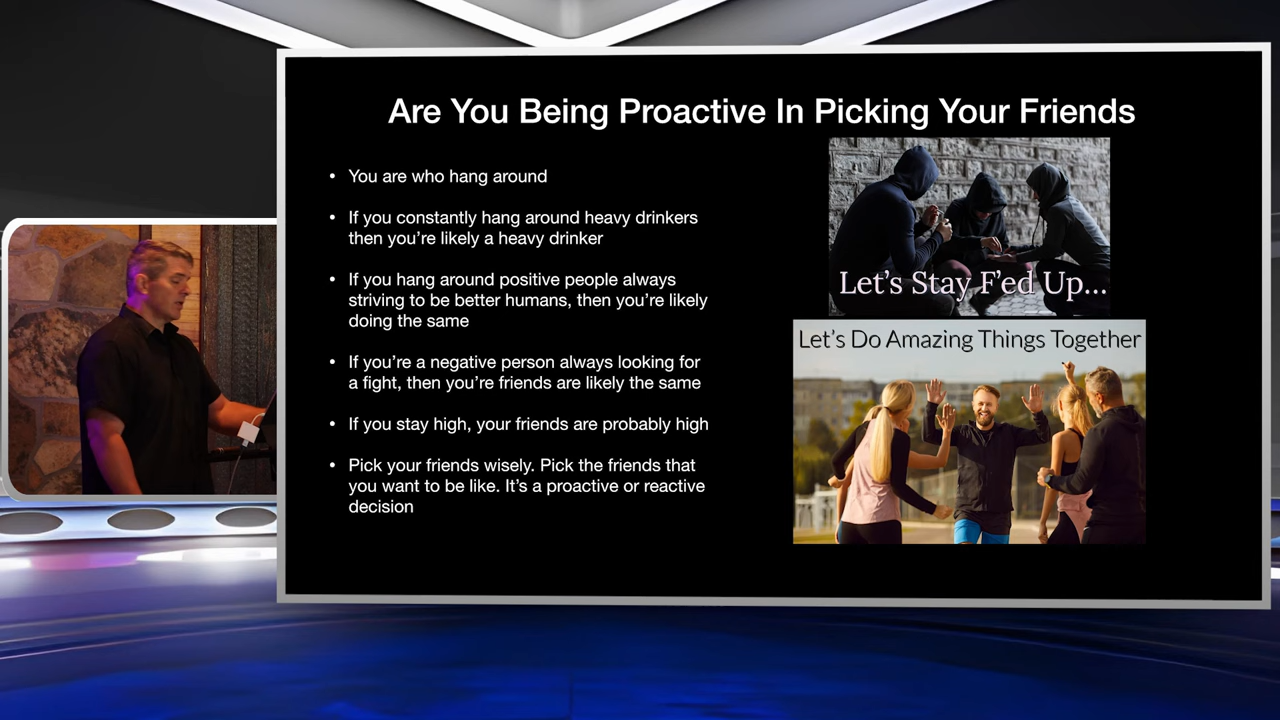 Are You Being Proactive In Picking Your Friends
• You are who hang around
• If you constantly hang around heavy drinkers
then you’re likely a heavy drinker
• If you hang around positive people always
striving to be better humans, then you’re likely
doing the same
• If you’re a negative person always looking for
a fight, then you’re friends are likely the same
• If you stay high, your friends are probably high
• Pick your friends wisely. Pick the friends that
you want to be like. It’s a proactive or reactive
decision
Let’s Stay F’ed Up...
Let’s Do Amazing Things Together